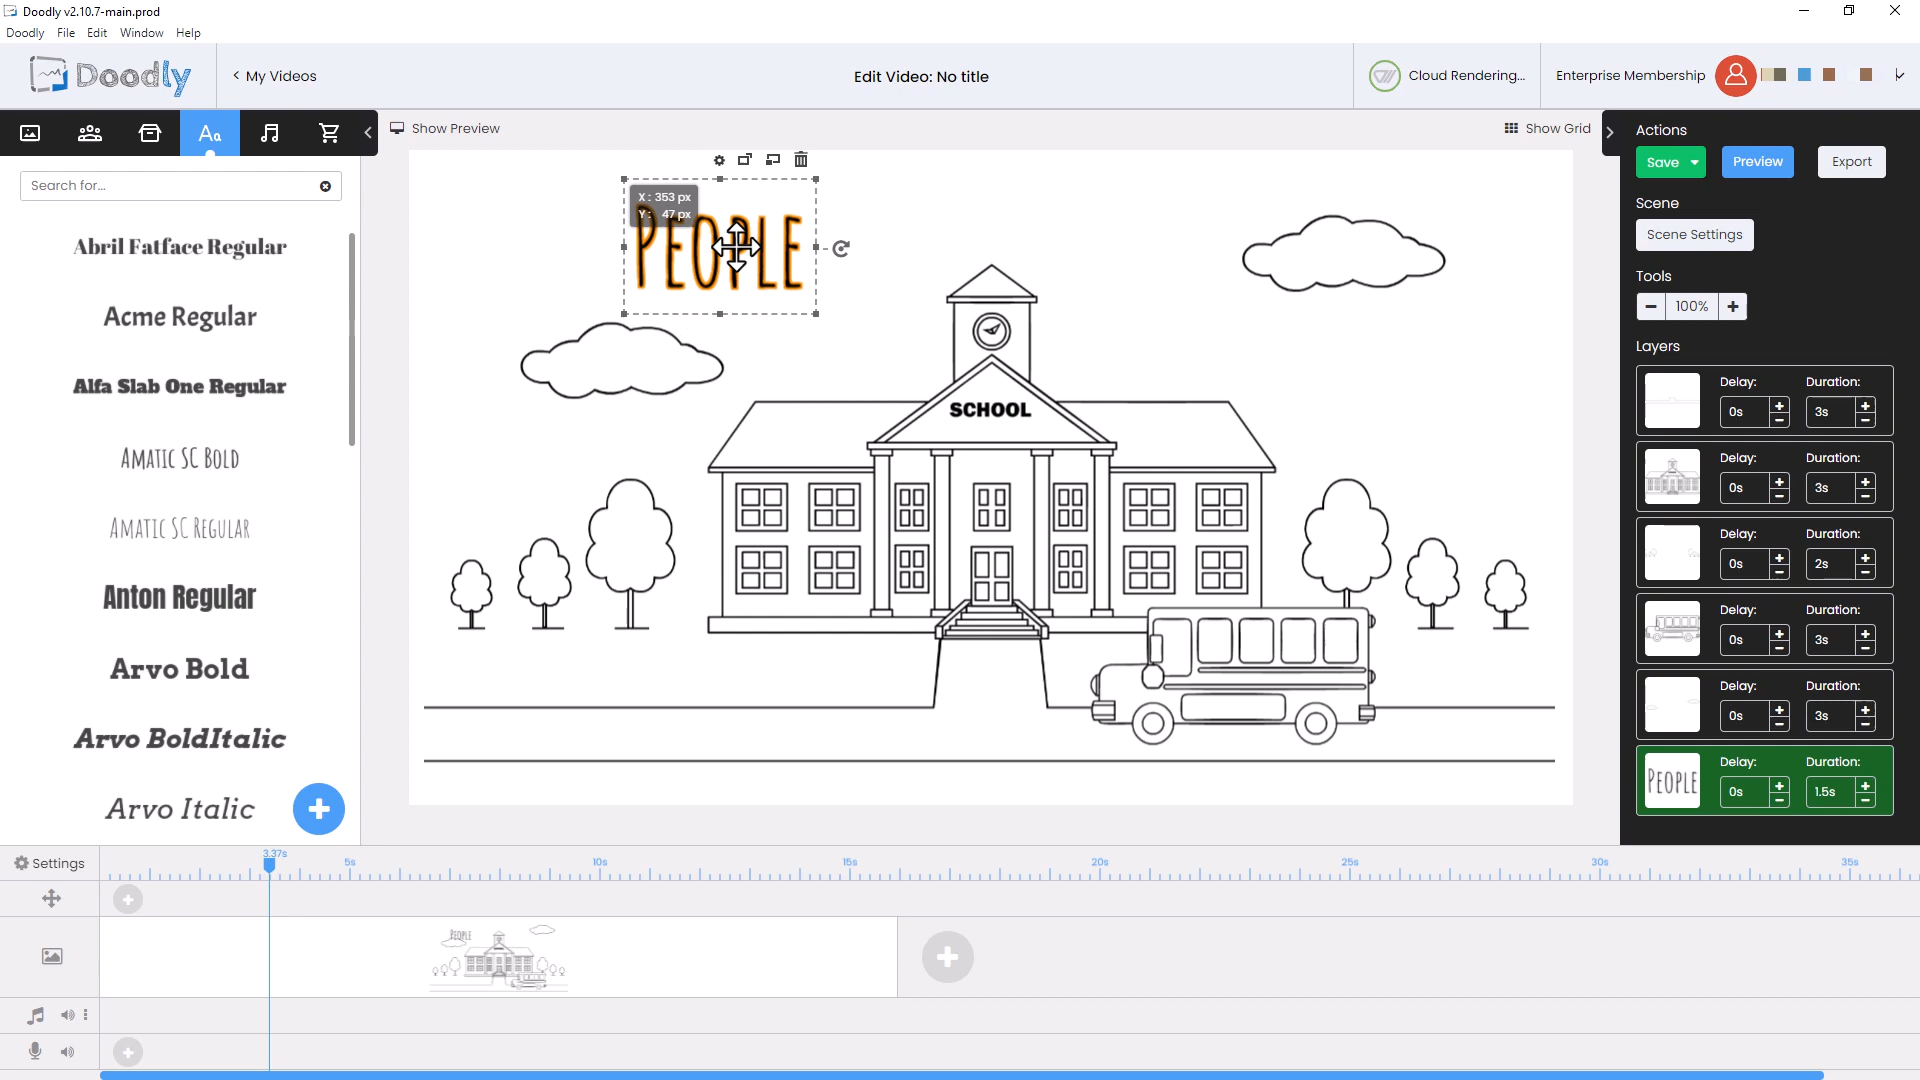 Doodly v2.10.7-main.prod
Doodly File Edit Window Help
Doodly
My Videos
Edit Video: No title
Cloud Rendering...
Enterprise Membership
Show Preview
Show Grid
Search for...
Abril Fatface Regular
Acme Regular
Alfa Slab One Regular
Amatic SC Bold
Amatic SC Regular
Anton Regular
Arvo Bold
Arvo BoldItalic
Arvo Italic
X : 353 px
Y : 47 px
PEOPLE
SCHOOL
Actions
Save
Preview
Export
Scene
Scene Settings
Tools
100%
Layers
Delay: Duration:
0s 3s
Delay: Duration:
0s 3s
Delay: Duration:
0s 2s
Delay: Duration:
0s 3s
Delay: Duration:
0s 3s
PEOPLE
Delay: Duration:
0s 1.5s
Settings
3.37s 5s 10s 15s 20s 25s 30s 35s
PEOPLE